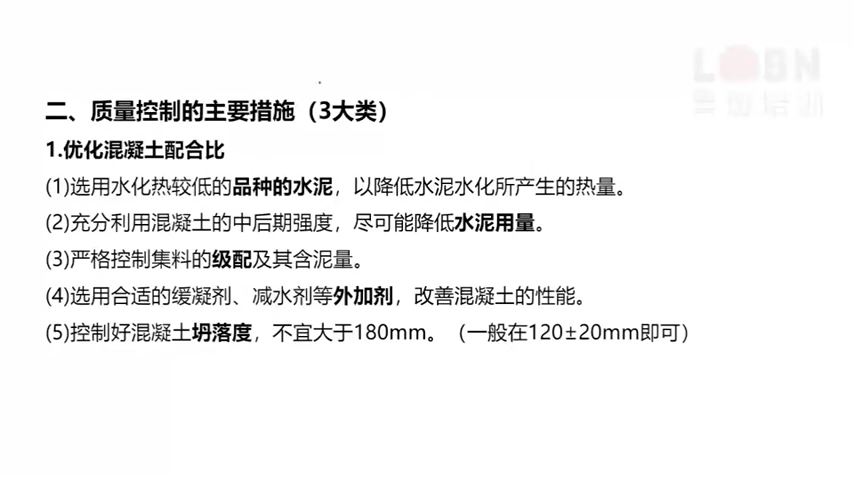 二、质量控制的主要措施（3大类）
1.优化混凝土配合比
(1)选用水化热较低的品种的水泥，以降低水泥水化所产生的热量。
(2)充分利用混凝土的中后期强度，尽可能降低水泥用量。
(3)严格控制集料的级配及其含泥量。
(4)选用合适的缓凝剂、减水剂等外加剂，改善混凝土的性能。
(5)控制好混凝土坍落度，不宜大于180mm。（一般在120±20mm即可）